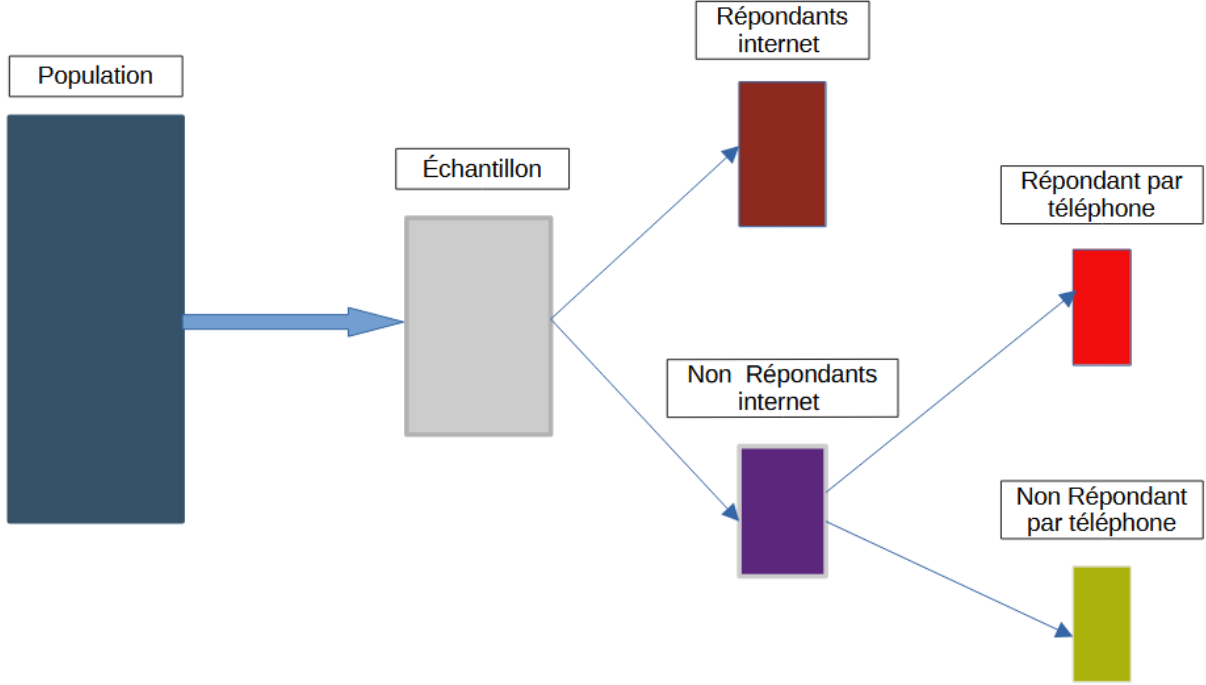 Population
Échantillon
Répondants
internet
Non Répondants
internet
Répondant par
téléphone
Non Répondant
par téléphone